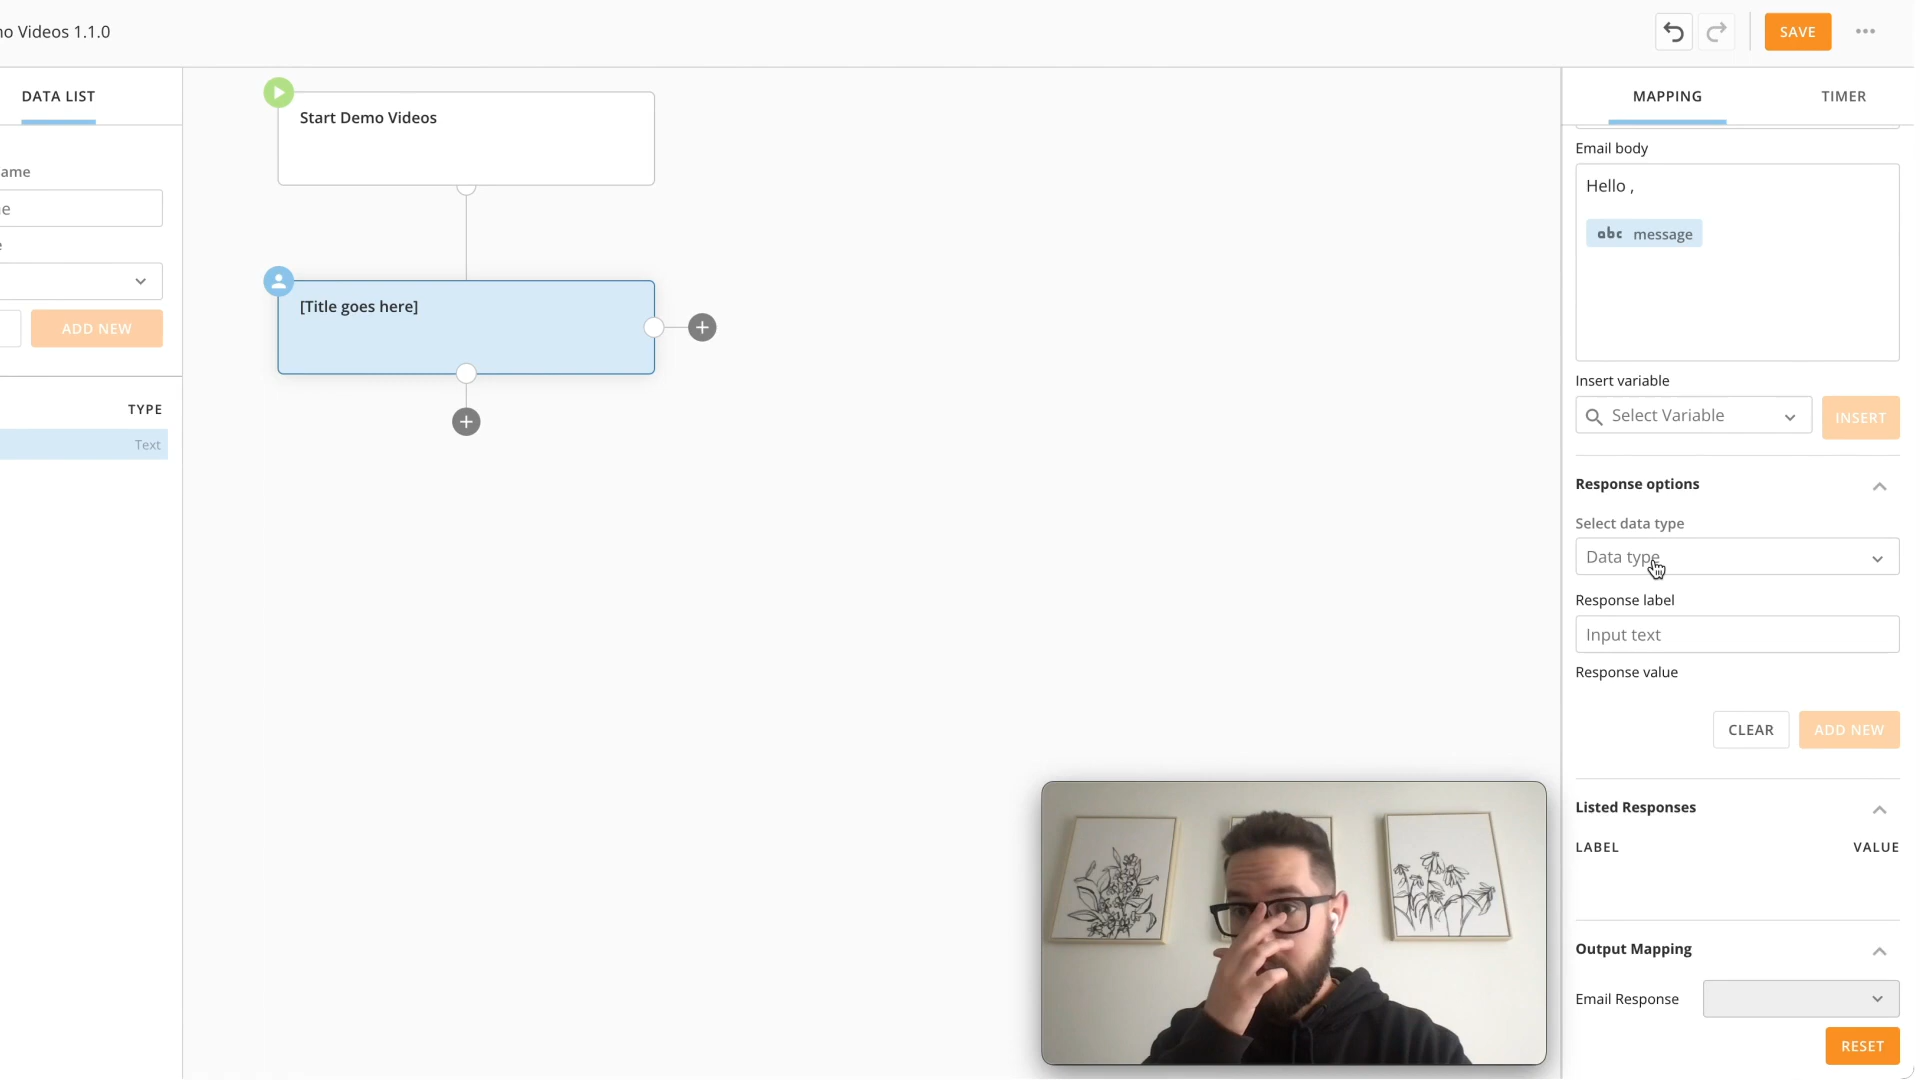 no Videos 1.1.0
SAVE
DATA LIST
ame
e
e
ADD NEW
TYPE
Text
Start Demo Videos
[Title goes here]
MAPPING
TIMER
Email body
Hello ,
abc message
Insert variable
Select Variable
INSERT
Response options
Select data type
Data type
Response label
Input text
Response value
CLEAR
ADD NEW
Listed Responses
LABEL
VALUE
Output Mapping
Email Response
RESET